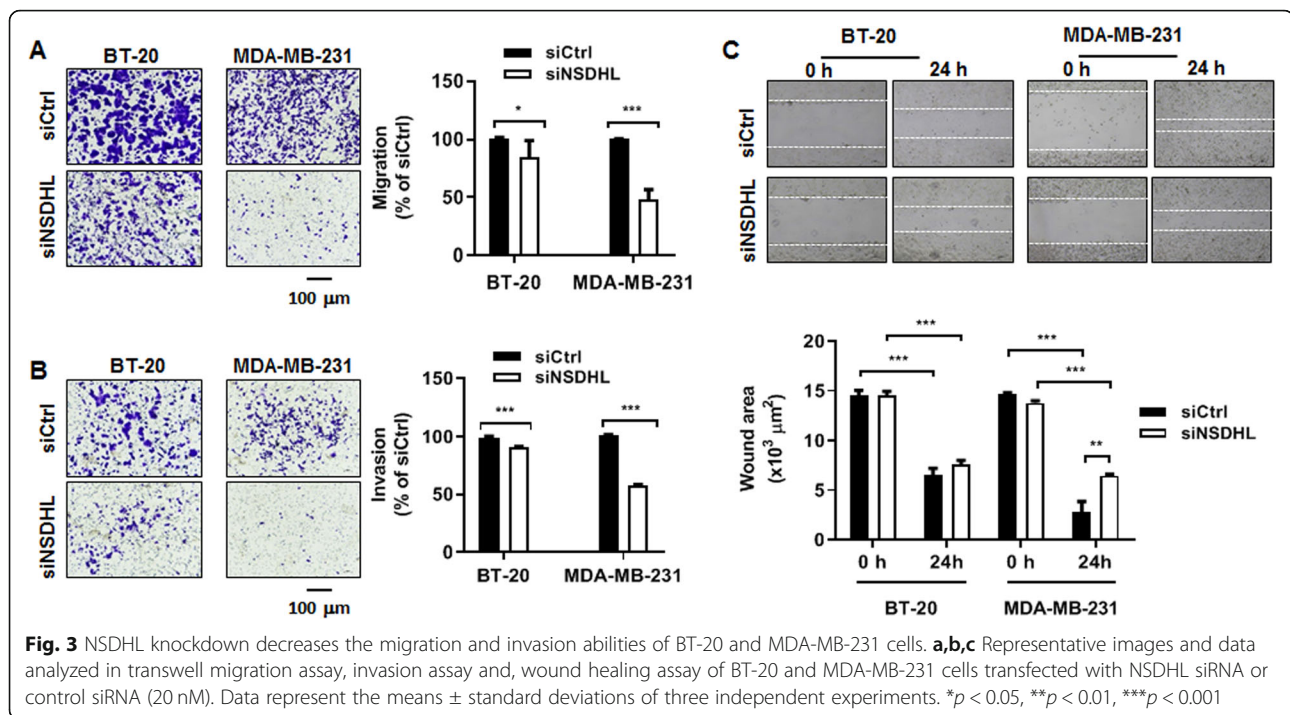 A
BT-20 MDA-MB-231
siCtrl
siNSDHL
100 μm
siCtrl
siNSDHL
Migration
(% of siCtrl)
150
100
50
0
* ***
BT-20 MDA-MB-231
B
BT-20 MDA-MB-231
siCtrl
siNSDHL
100 μm
siCtrl
siNSDHL
Invasion
(% of siCtrl)
150
100
50
0
*** ***
BT-20 MDA-MB-231
C
BT-20 MDA-MB-231
0 h 24 h 0 h 24 h
siCtrl
siNSDHL
Wound area
(x10³ μm²)
20
15
10
5
0
***
*** ***
***
**
siCtrl
siNSDHL
0 h 24h 0 h 24h
BT-20 MDA-MB-231
Fig. 3 NSDHL knockdown decreases the migration and invasion abilities of BT-20 and MDA-MB-231 cells. a,b,c Representative images and data
analyzed in transwell migration assay, invasion assay and, wound healing assay of BT-20 and MDA-MB-231 cells transfected with NSDHL siRNA or
control siRNA (20 nM). Data represent the means ± standard deviations of three independent experiments. *p < 0.05, **p < 0.01, ***p < 0.001